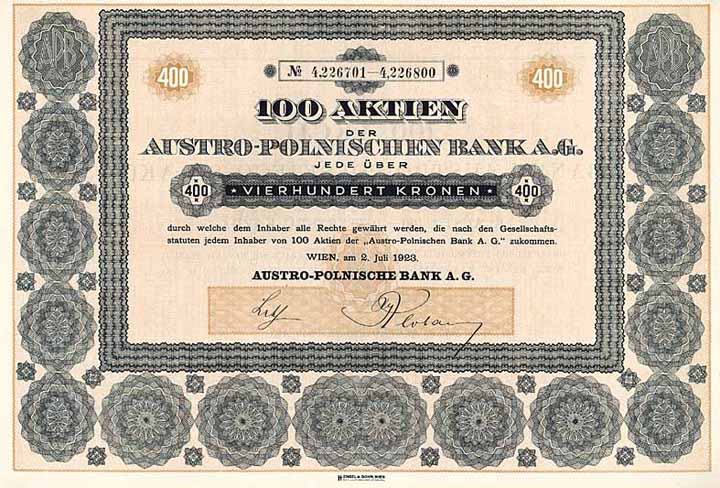 № 4,226701—4,226800
400 400
100 AKTIEN
DER
AUSTRO-POLNISCHEN BANK A.G.
JEDE ÜBER
400 * VIERHUNDERT KRONEN * 400
durch welche dem Inhaber alle Rechte gewährt werden, die nach den Gesellschafts-
statuten jedem Inhaber von 100 Aktien der „Austro-Polnischen Bank A. G.“ zukommen.
WIEN, am 2. Juli 1923.
AUSTRO-POLNISCHE BANK A. G.